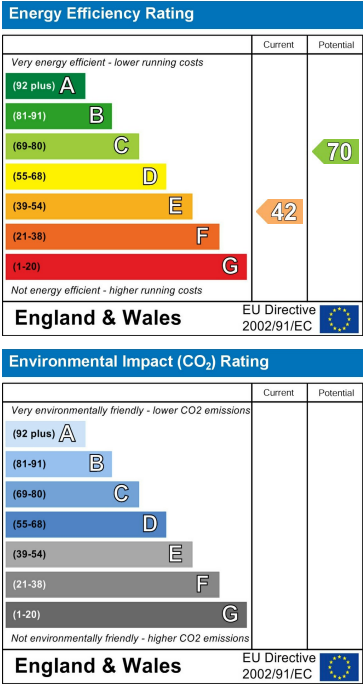 Energy Efficiency Rating
Current Potential
Very energy efficient - lower running costs
(92 plus) A
(81-91) B
(69-80) C
70
(55-68) D
(39-54) E
42
(21-38) F
(1-20) G
Not energy efficient - higher running costs
England & Wales
EU Directive
2002/91/EC
Environmental Impact (CO₂) Rating
Current Potential
Very environmentally friendly - lower CO2 emissions
(92 plus) A
(81-91) B
(69-80) C
(55-68) D
(39-54) E
(21-38) F
(1-20) G
Not environmentally friendly - higher CO2 emissions
England & Wales
EU Directive
2002/91/EC